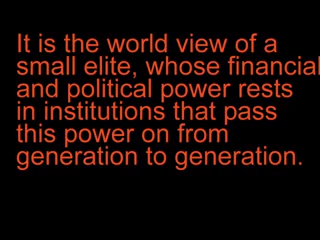 It is the world view of a
small elite, whose financial
and political power rests
in institutions that pass
this power on from
generation to generation.